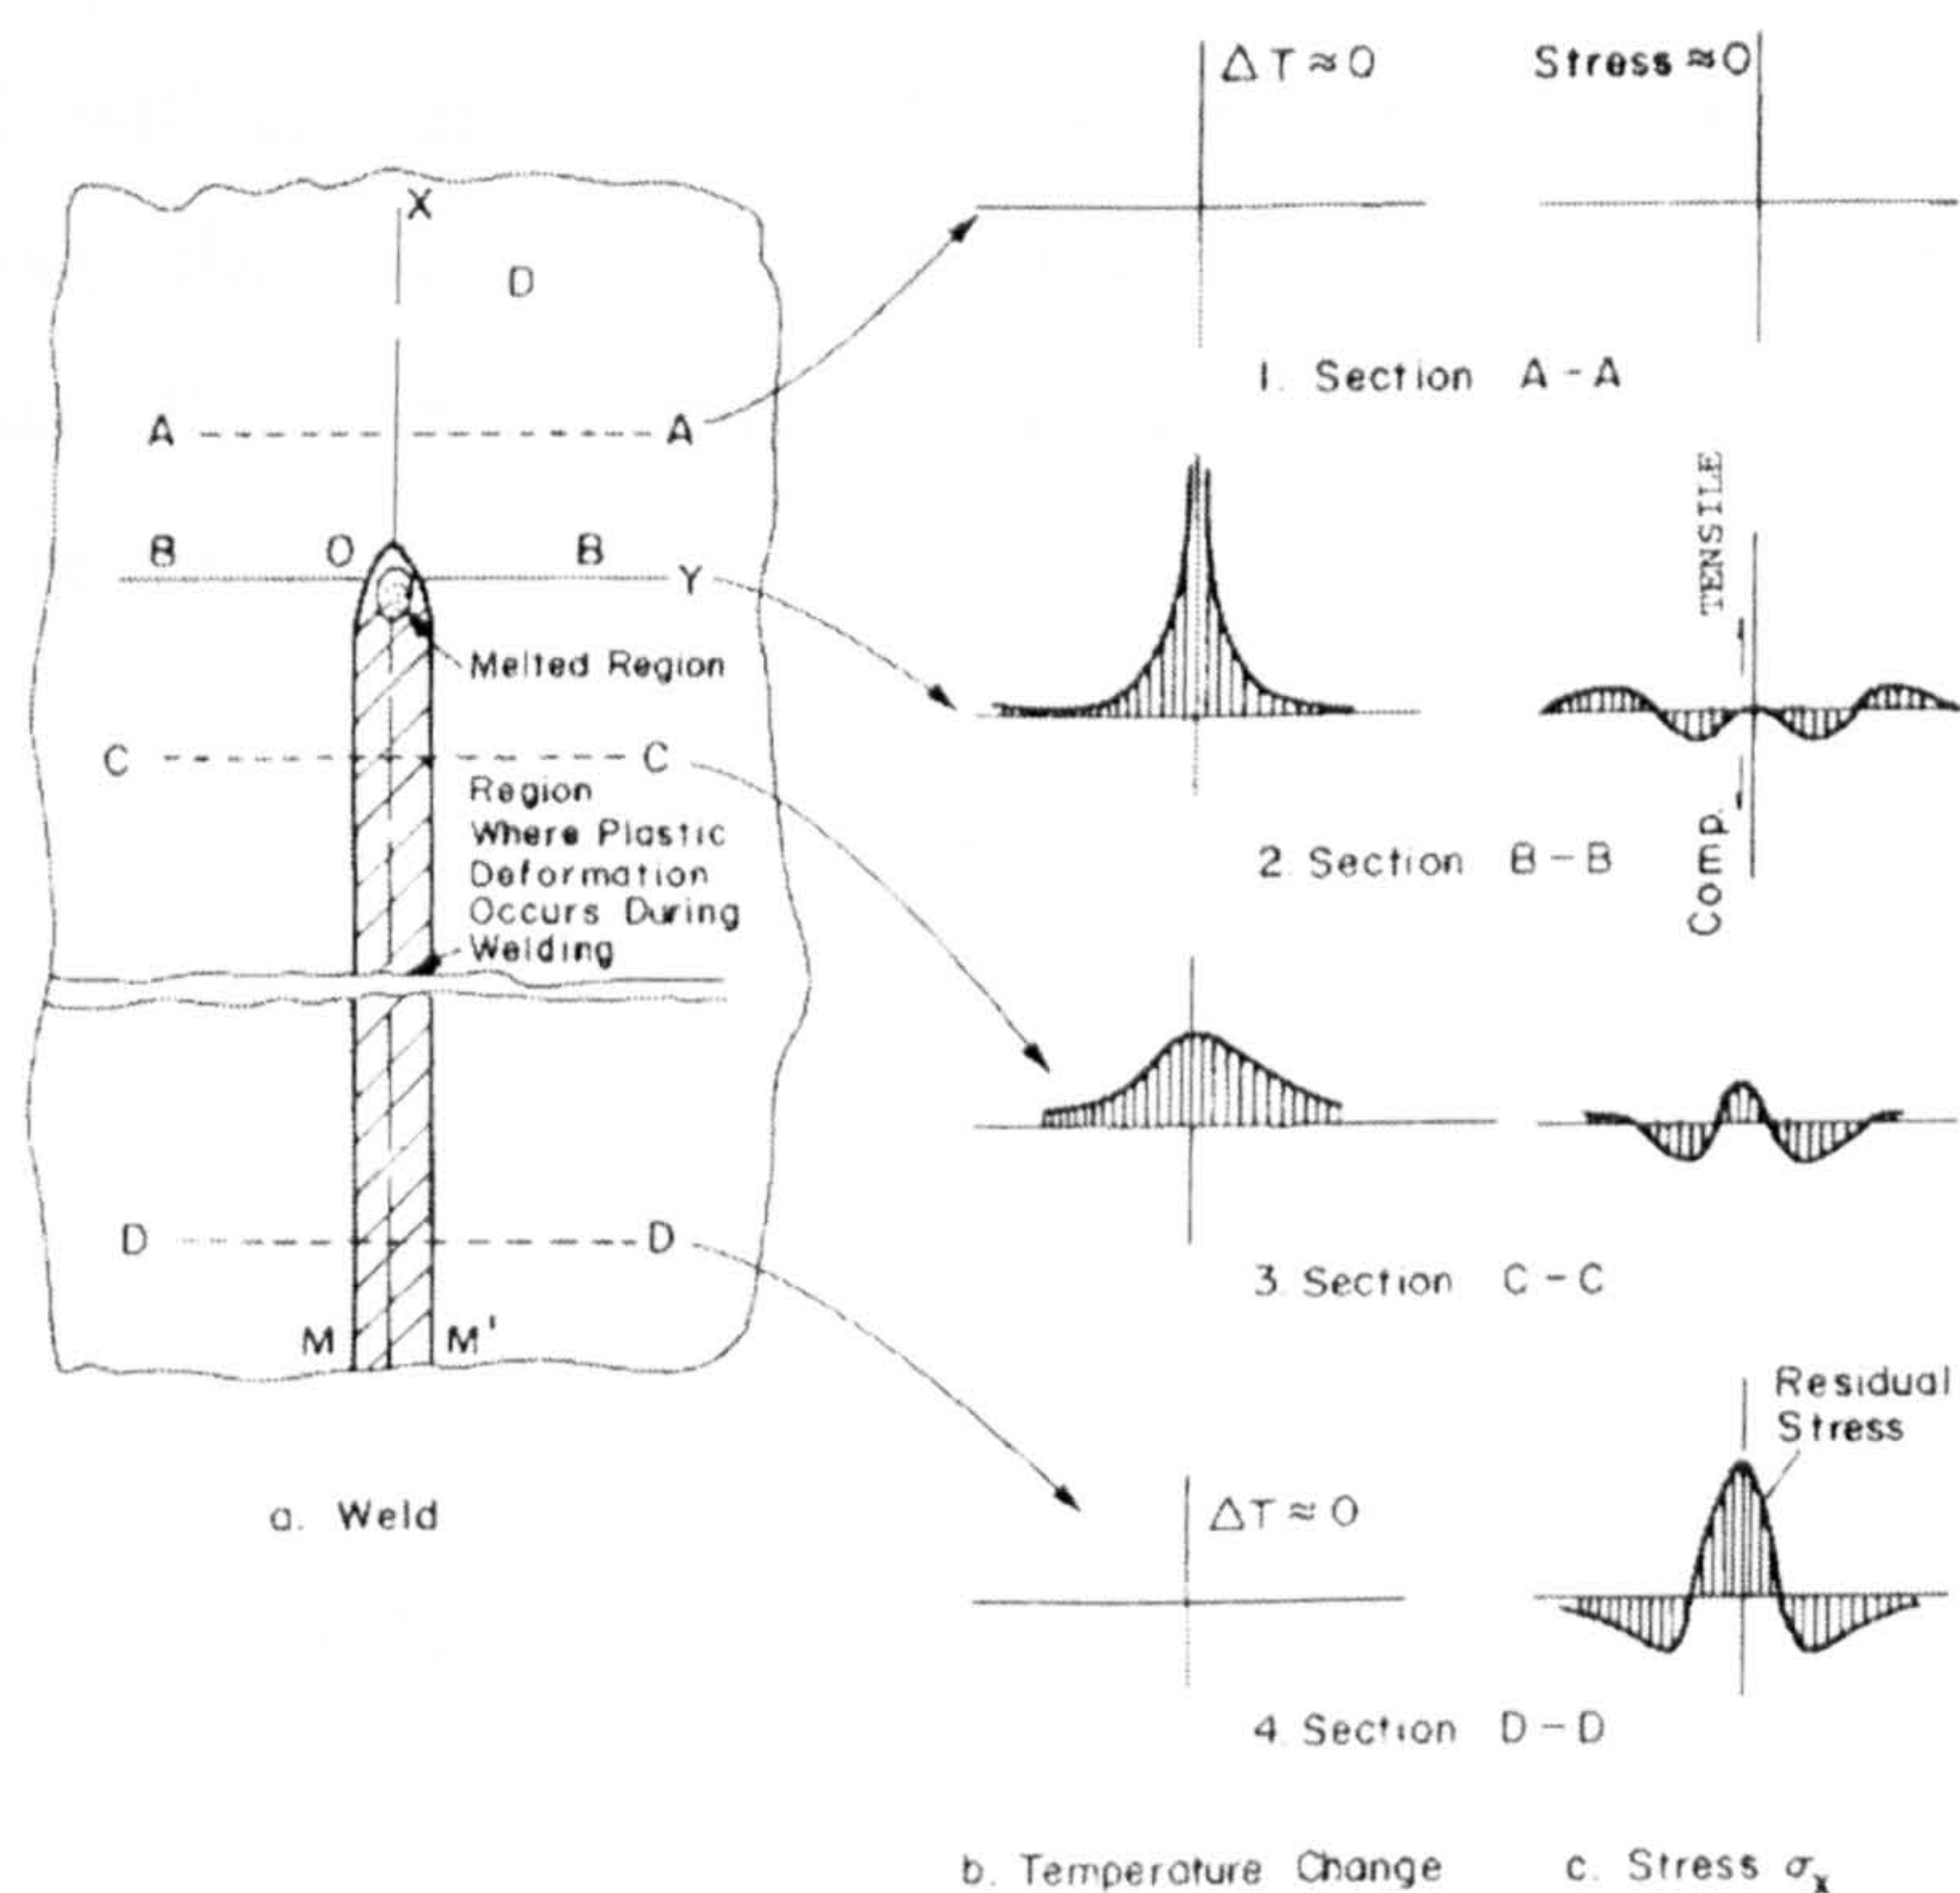 X
D
A
A
B
O
B
Y
Melted Region
C
C
Region
Where Plastic
Deformation
Occurs During
Welding
D
D
M
M'
a. Weld
ΔT≈0
Stress≈0
1. Section A-A
TENSILE
Comp.
2. Section B-B
3. Section C-C
ΔT≈0
Residual
Stress
4. Section D-D
b. Temperature Change
c. Stress σx